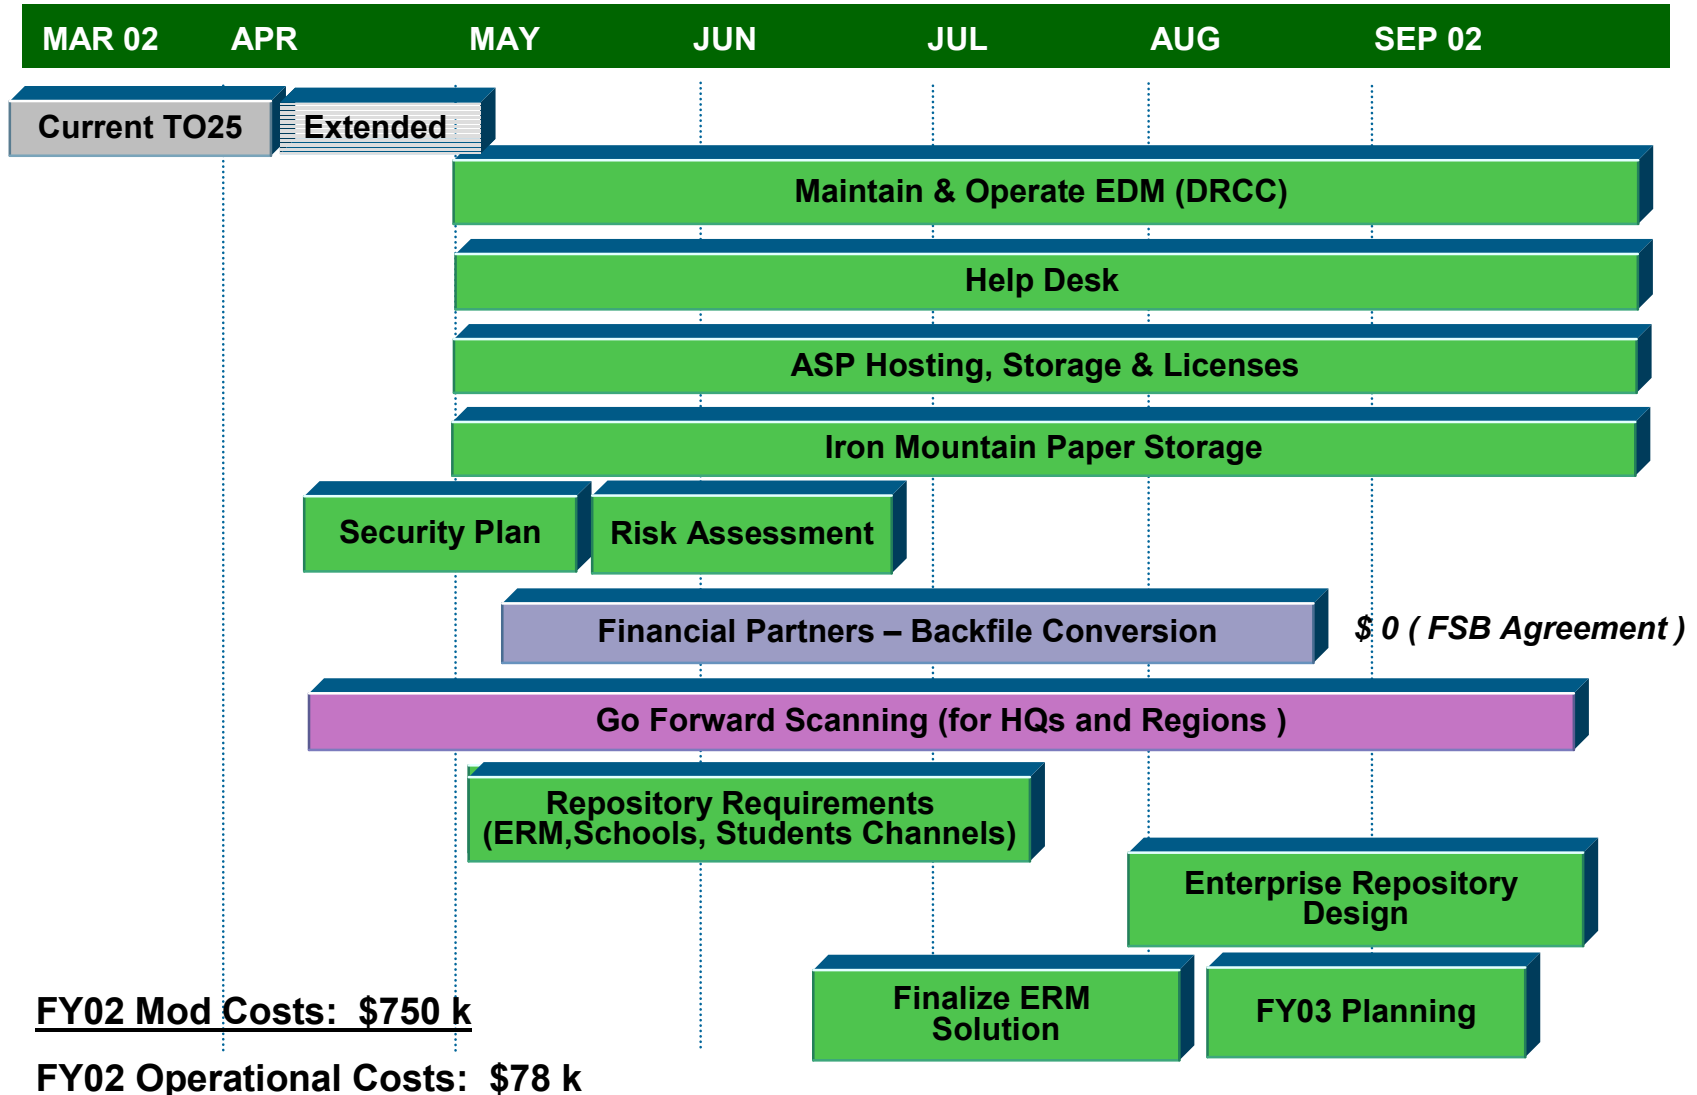 MAR 02 APR MAY JUN JUL AUG SEP 02
Current TO25 Extended
Maintain & Operate EDM (DRCC)
Help Desk
ASP Hosting, Storage & Licenses
Iron Mountain Paper Storage
Security Plan Risk Assessment
Financial Partners – Backfile Conversion $ 0 ( FSB Agreement )
Go Forward Scanning (for HQs and Regions )
Repository Requirements
(ERM,Schools, Students Channels)
Enterprise Repository
Design
Finalize ERM
Solution
FY03 Planning
FY02 Mod Costs: $750 k
FY02 Operational Costs: $78 k